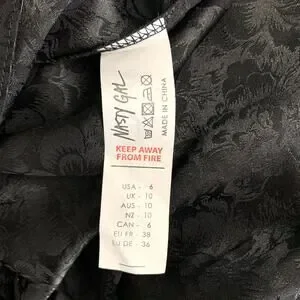 NASTY GAL
MADE IN CHINA
KEEP AWAY
FROM FIRE
USA - 6
UK - 10
AUS - 10
NZ - 10
CAN - 6
EU FR - 38
EU DE - 36